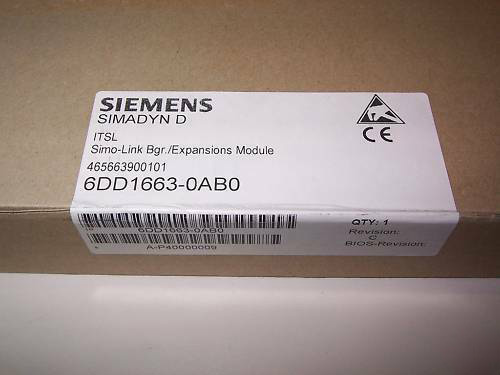 SIEMENS
SIMADYN D
ITSL
Simo-Link Bgr./Expansions Module
465663900101
6DD1663-0AB0
CE
6DD1663-0AB0
A-P40000009
QTY: 1
Revision:
C
BIOS-Revision: